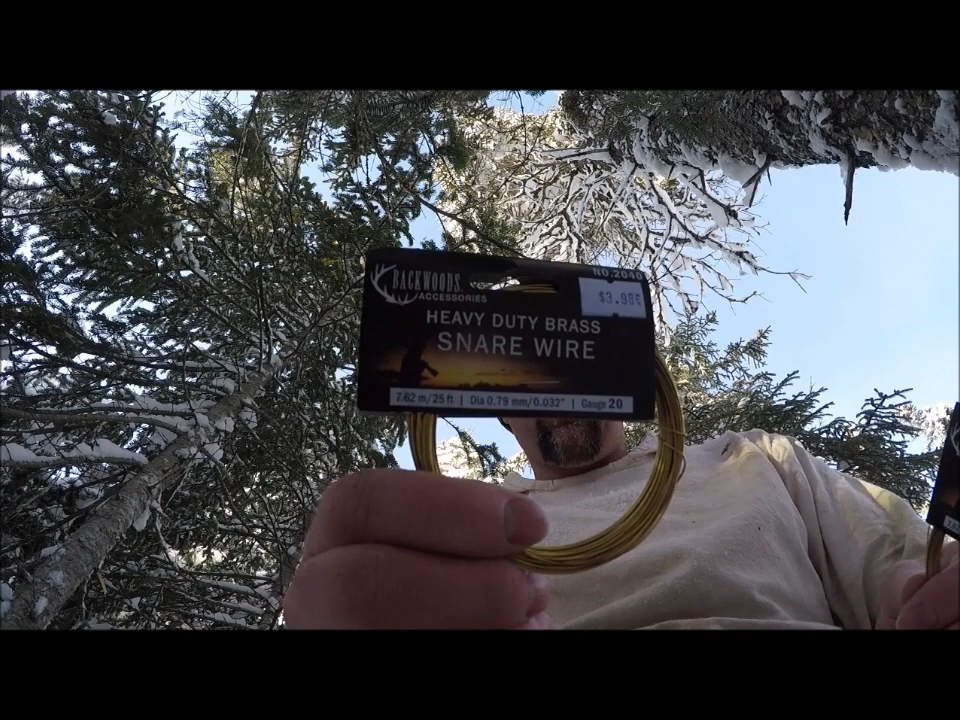 BACKWOODS
ACCESSORIES
NO.2040
$3.98
HEAVY DUTY BRASS
SNARE WIRE
7.62 m/25 ft | Dia 0.79 mm/0.032" | Gauge 20